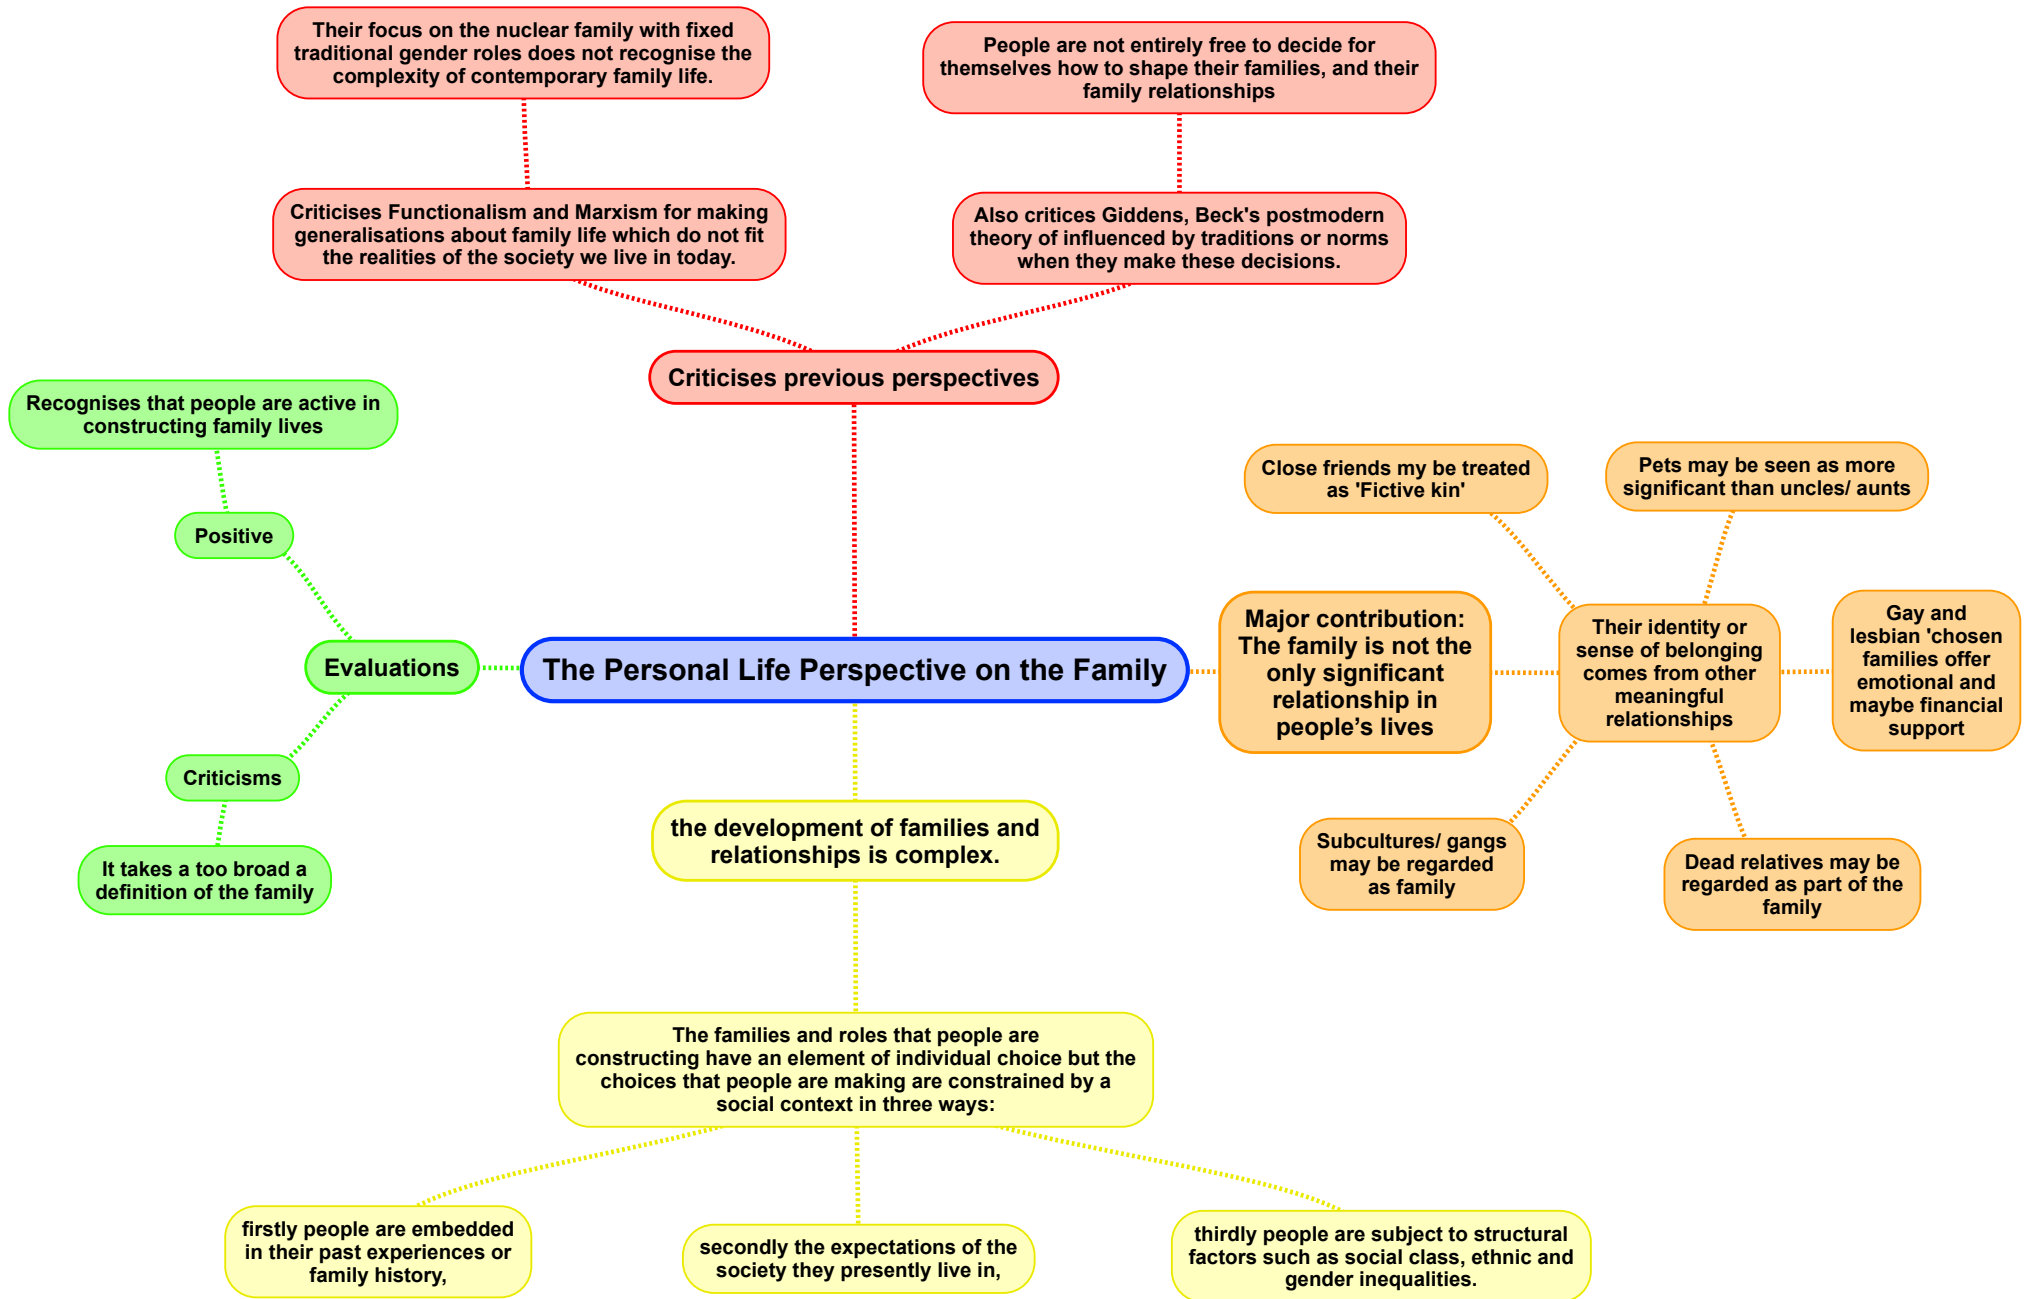 Their focus on the nuclear family with fixed
traditional gender roles does not recognise the
complexity of contemporary family life.
People are not entirely free to decide for
themselves how to shape their families, and their
family relationships
Criticises Functionalism and Marxism for making
generalisations about family life which do not fit
the realities of the society we live in today.
Also critices Giddens, Beck's postmodern
theory of influenced by traditions or norms
when they make these decisions.
Criticises previous perspectives
Recognises that people are active in
constructing family lives
Positive
Evaluations
Criticisms
It takes a too broad a
definition of the family
The Personal Life Perspective on the Family
Major contribution:
The family is not the
only significant
relationship in
people’s lives
Close friends my be treated
as 'Fictive kin'
Pets may be seen as more
significant than uncles/ aunts
Their identity or
sense of belonging
comes from other
meaningful
relationships
Gay and
lesbian 'chosen
families offer
emotional and
maybe financial
support
Subcultures/ gangs
may be regarded
as family
Dead relatives may be
regarded as part of the
family
the development of families and
relationships is complex.
The families and roles that people are
constructing have an element of individual choice but the
choices that people are making are constrained by a
social context in three ways:
firstly people are embedded
in their past experiences or
family history,
secondly the expectations of the
society they presently live in,
thirdly people are subject to structural
factors such as social class, ethnic and
gender inequalities.